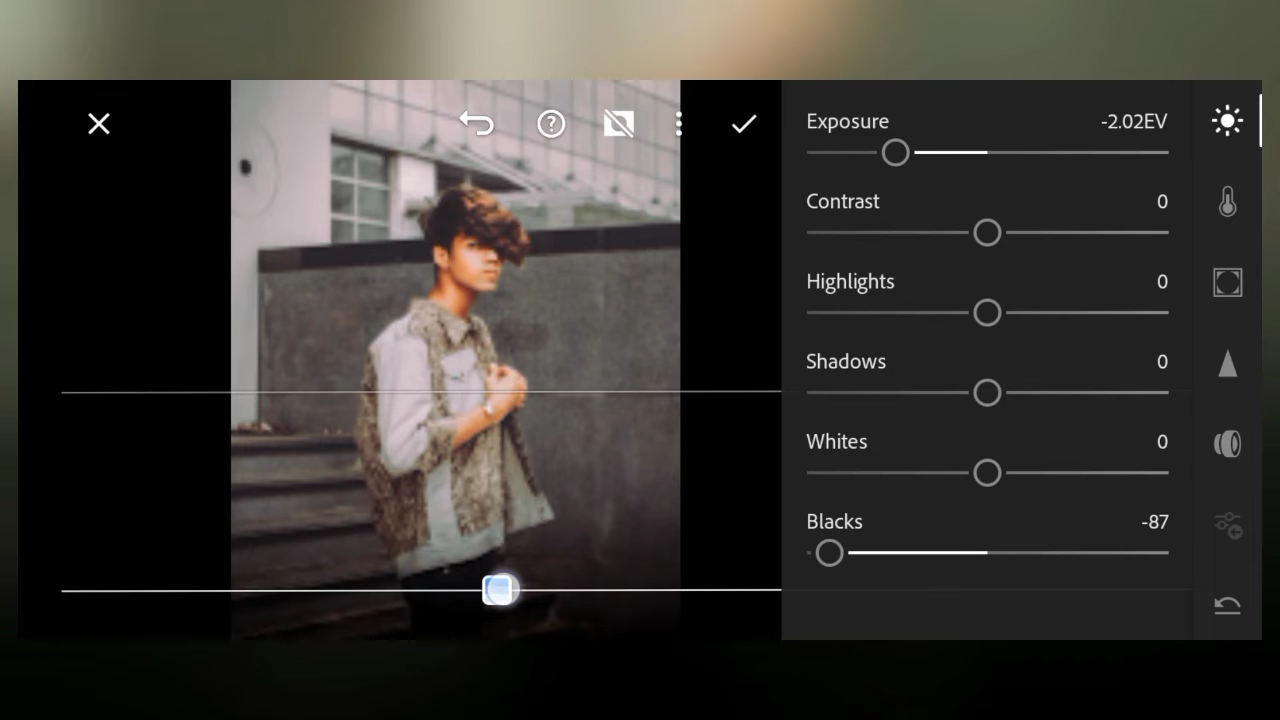 Exposure -2.02EV
Contrast 0
Highlights 0
Shadows 0
Whites 0
Blacks -87